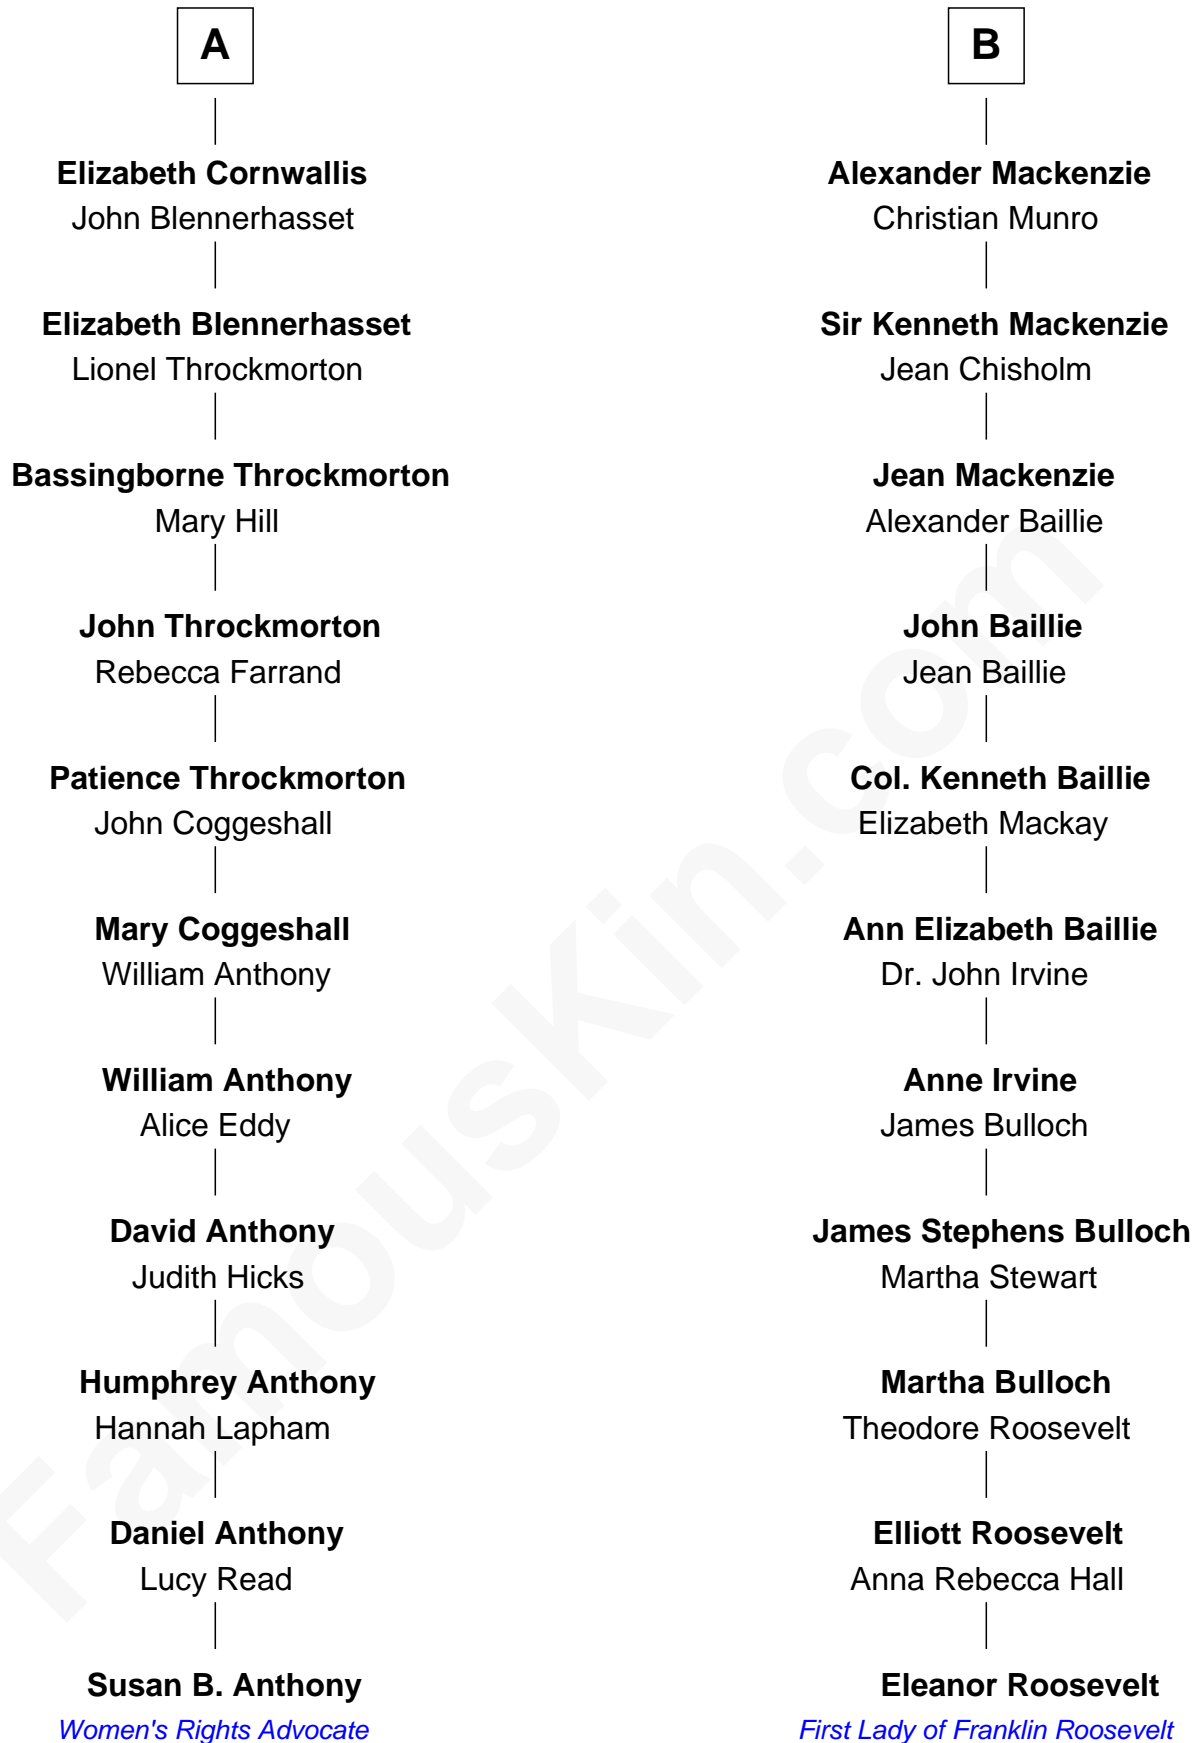 A
Elizabeth Cornwallis
John Blennerhasset
Elizabeth Blennerhasset
Lionel Throckmorton
Bassingborne Throckmorton
Mary Hill
John Throckmorton
Rebecca Farrand
Patience Throckmorton
John Coggeshall
Mary Coggeshall
William Anthony
William Anthony
Alice Eddy
David Anthony
Judith Hicks
Humphrey Anthony
Hannah Lapham
Daniel Anthony
Lucy Read
Susan B. Anthony
Women's Rights Advocate
B
Alexander Mackenzie
Christian Munro
Sir Kenneth Mackenzie
Jean Chisholm
Jean Mackenzie
Alexander Baillie
John Baillie
Jean Baillie
Col. Kenneth Baillie
Elizabeth Mackay
Ann Elizabeth Baillie
Dr. John Irvine
Anne Irvine
James Bulloch
James Stephens Bulloch
Martha Stewart
Martha Bulloch
Theodore Roosevelt
Elliott Roosevelt
Anna Rebecca Hall
Eleanor Roosevelt
First Lady of Franklin Roosevelt
FamousKin.com